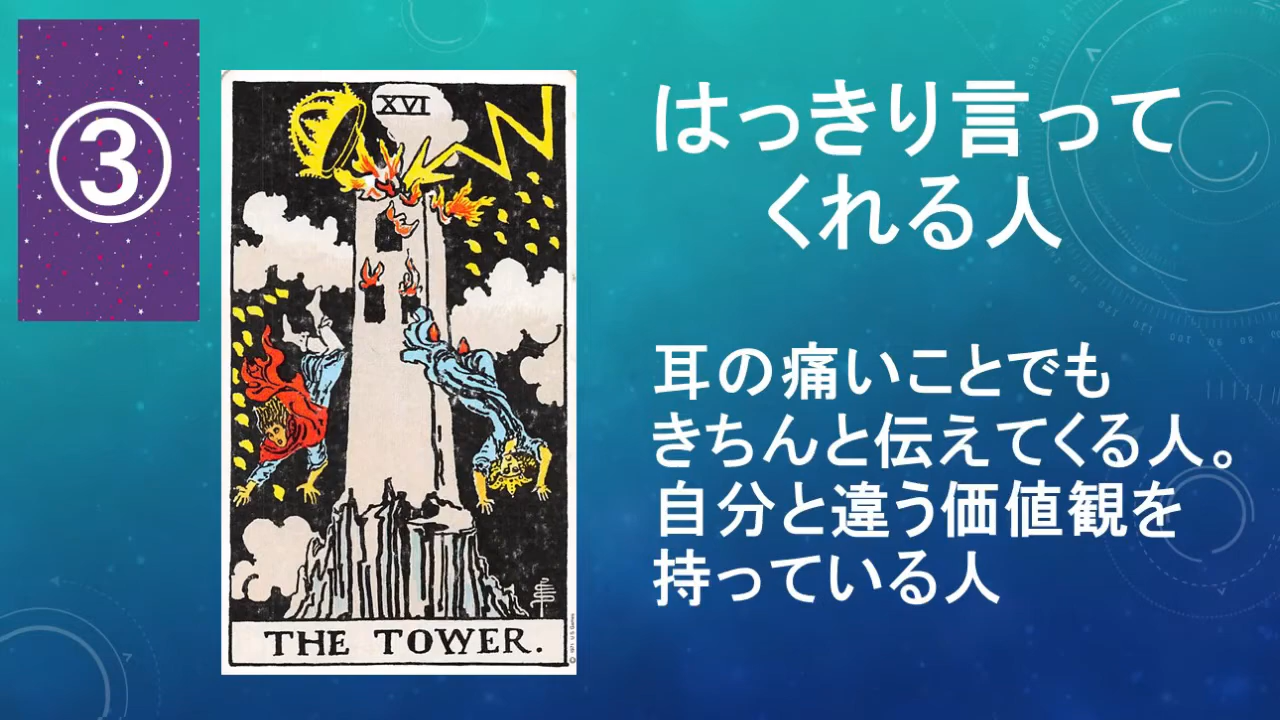 ③
XVI
THE TOWER.
はっきり言って
くれる人
耳の痛いことでも
きちんと伝えてくる人。
自分と違う価値観を
持っている人